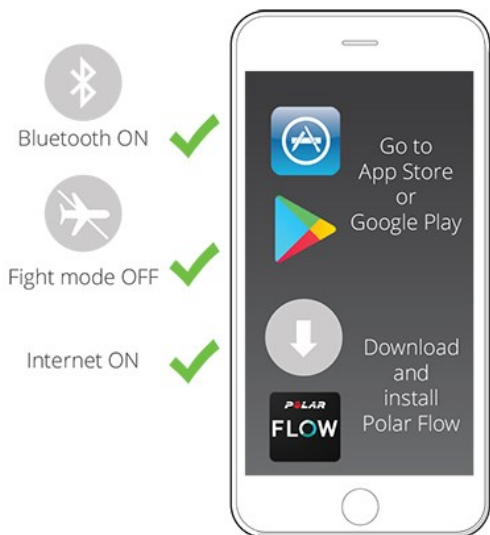 Bluetooth ON
Fight mode OFF
Internet ON
Go to
App Store
or
Google Play
Download
and
install
Polar Flow
POLAR
FLOW